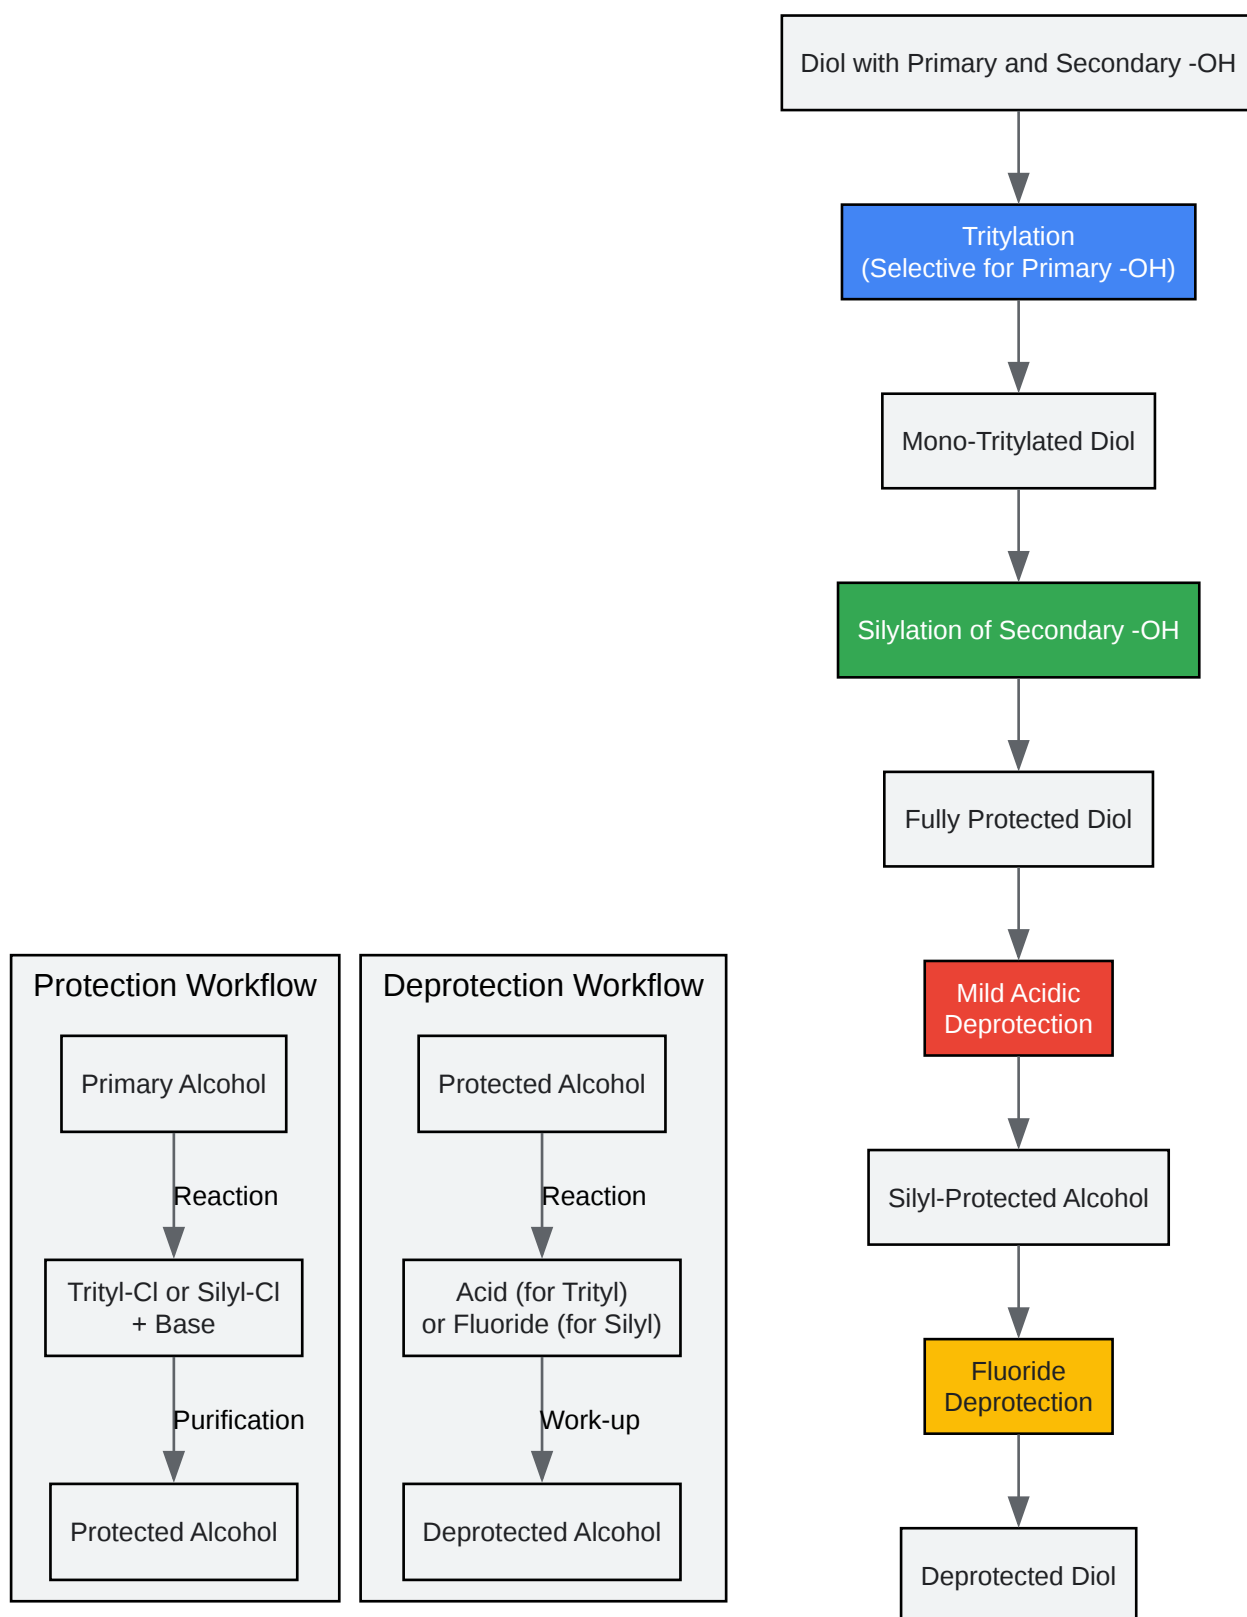 Diol with Primary and Secondary -OH
Tritylation
(Selective for Primary -OH)
Mono-Tritylated Diol
Silylation of Secondary -OH
Fully Protected Diol
Mild Acidic
Deprotection
Silyl-Protected Alcohol
Fluoride
Deprotection
Deprotected Diol
Protection Workflow
Primary Alcohol
Reaction
Trityl-Cl or Silyl-Cl
+ Base
Purification
Protected Alcohol
Deprotection Workflow
Protected Alcohol
Reaction
Acid (for Trityl)
or Fluoride (for Silyl)
Work-up
Deprotected Alcohol